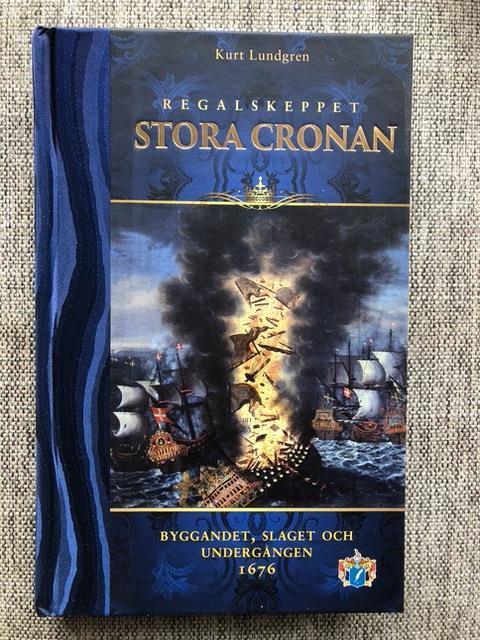 Kurt Lundgren
REGALSKEPPET
STORA CRONAN
BYGGANDET, SLAGET OCH
UNDERGÅNGEN
1676